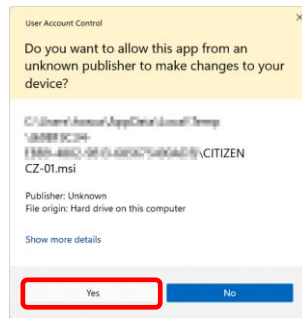 User Account Control
Do you want to allow this app from an
unknown publisher to make changes to your
device?
\CITIZEN
CZ-01.msi
Publisher: Unknown
File origin: Hard drive on this computer
Show more details
Yes No